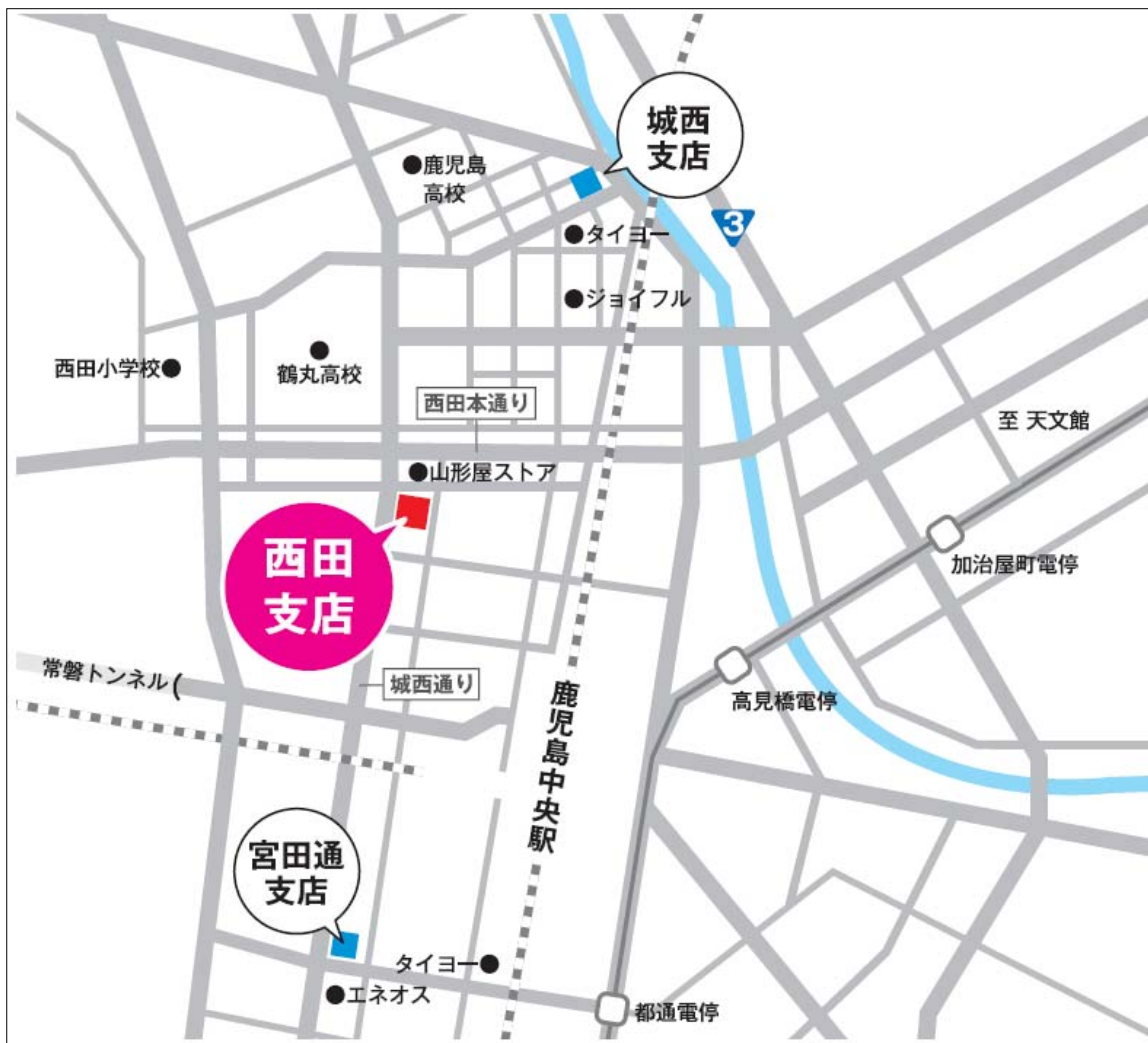 城西
支店
鹿児島
高校
3
タイヨー
ジョイフル
西田小学校
鶴丸高校
西田本通り
至 天文館
山形屋ストア
西田
支店
加治屋町電停
常磐トンネル
城西通り
高見橋電停
鹿児島中央駅
宮田通
支店
タイヨー
エネオス
都通電停